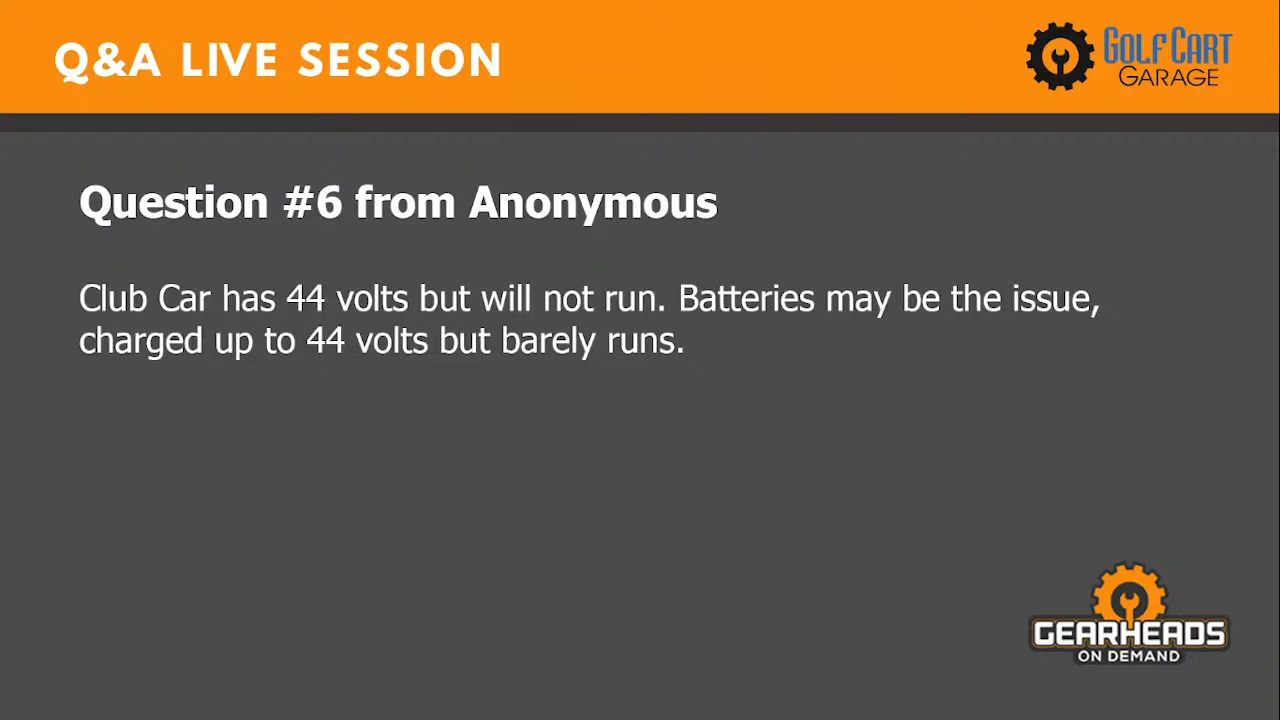 Q&A LIVE SESSION
GOLF CART
GARAGE
Question #6 from Anonymous
Club Car has 44 volts but will not run. Batteries may be the issue,
charged up to 44 volts but barely runs.
GEARHEADS
ON DEMAND